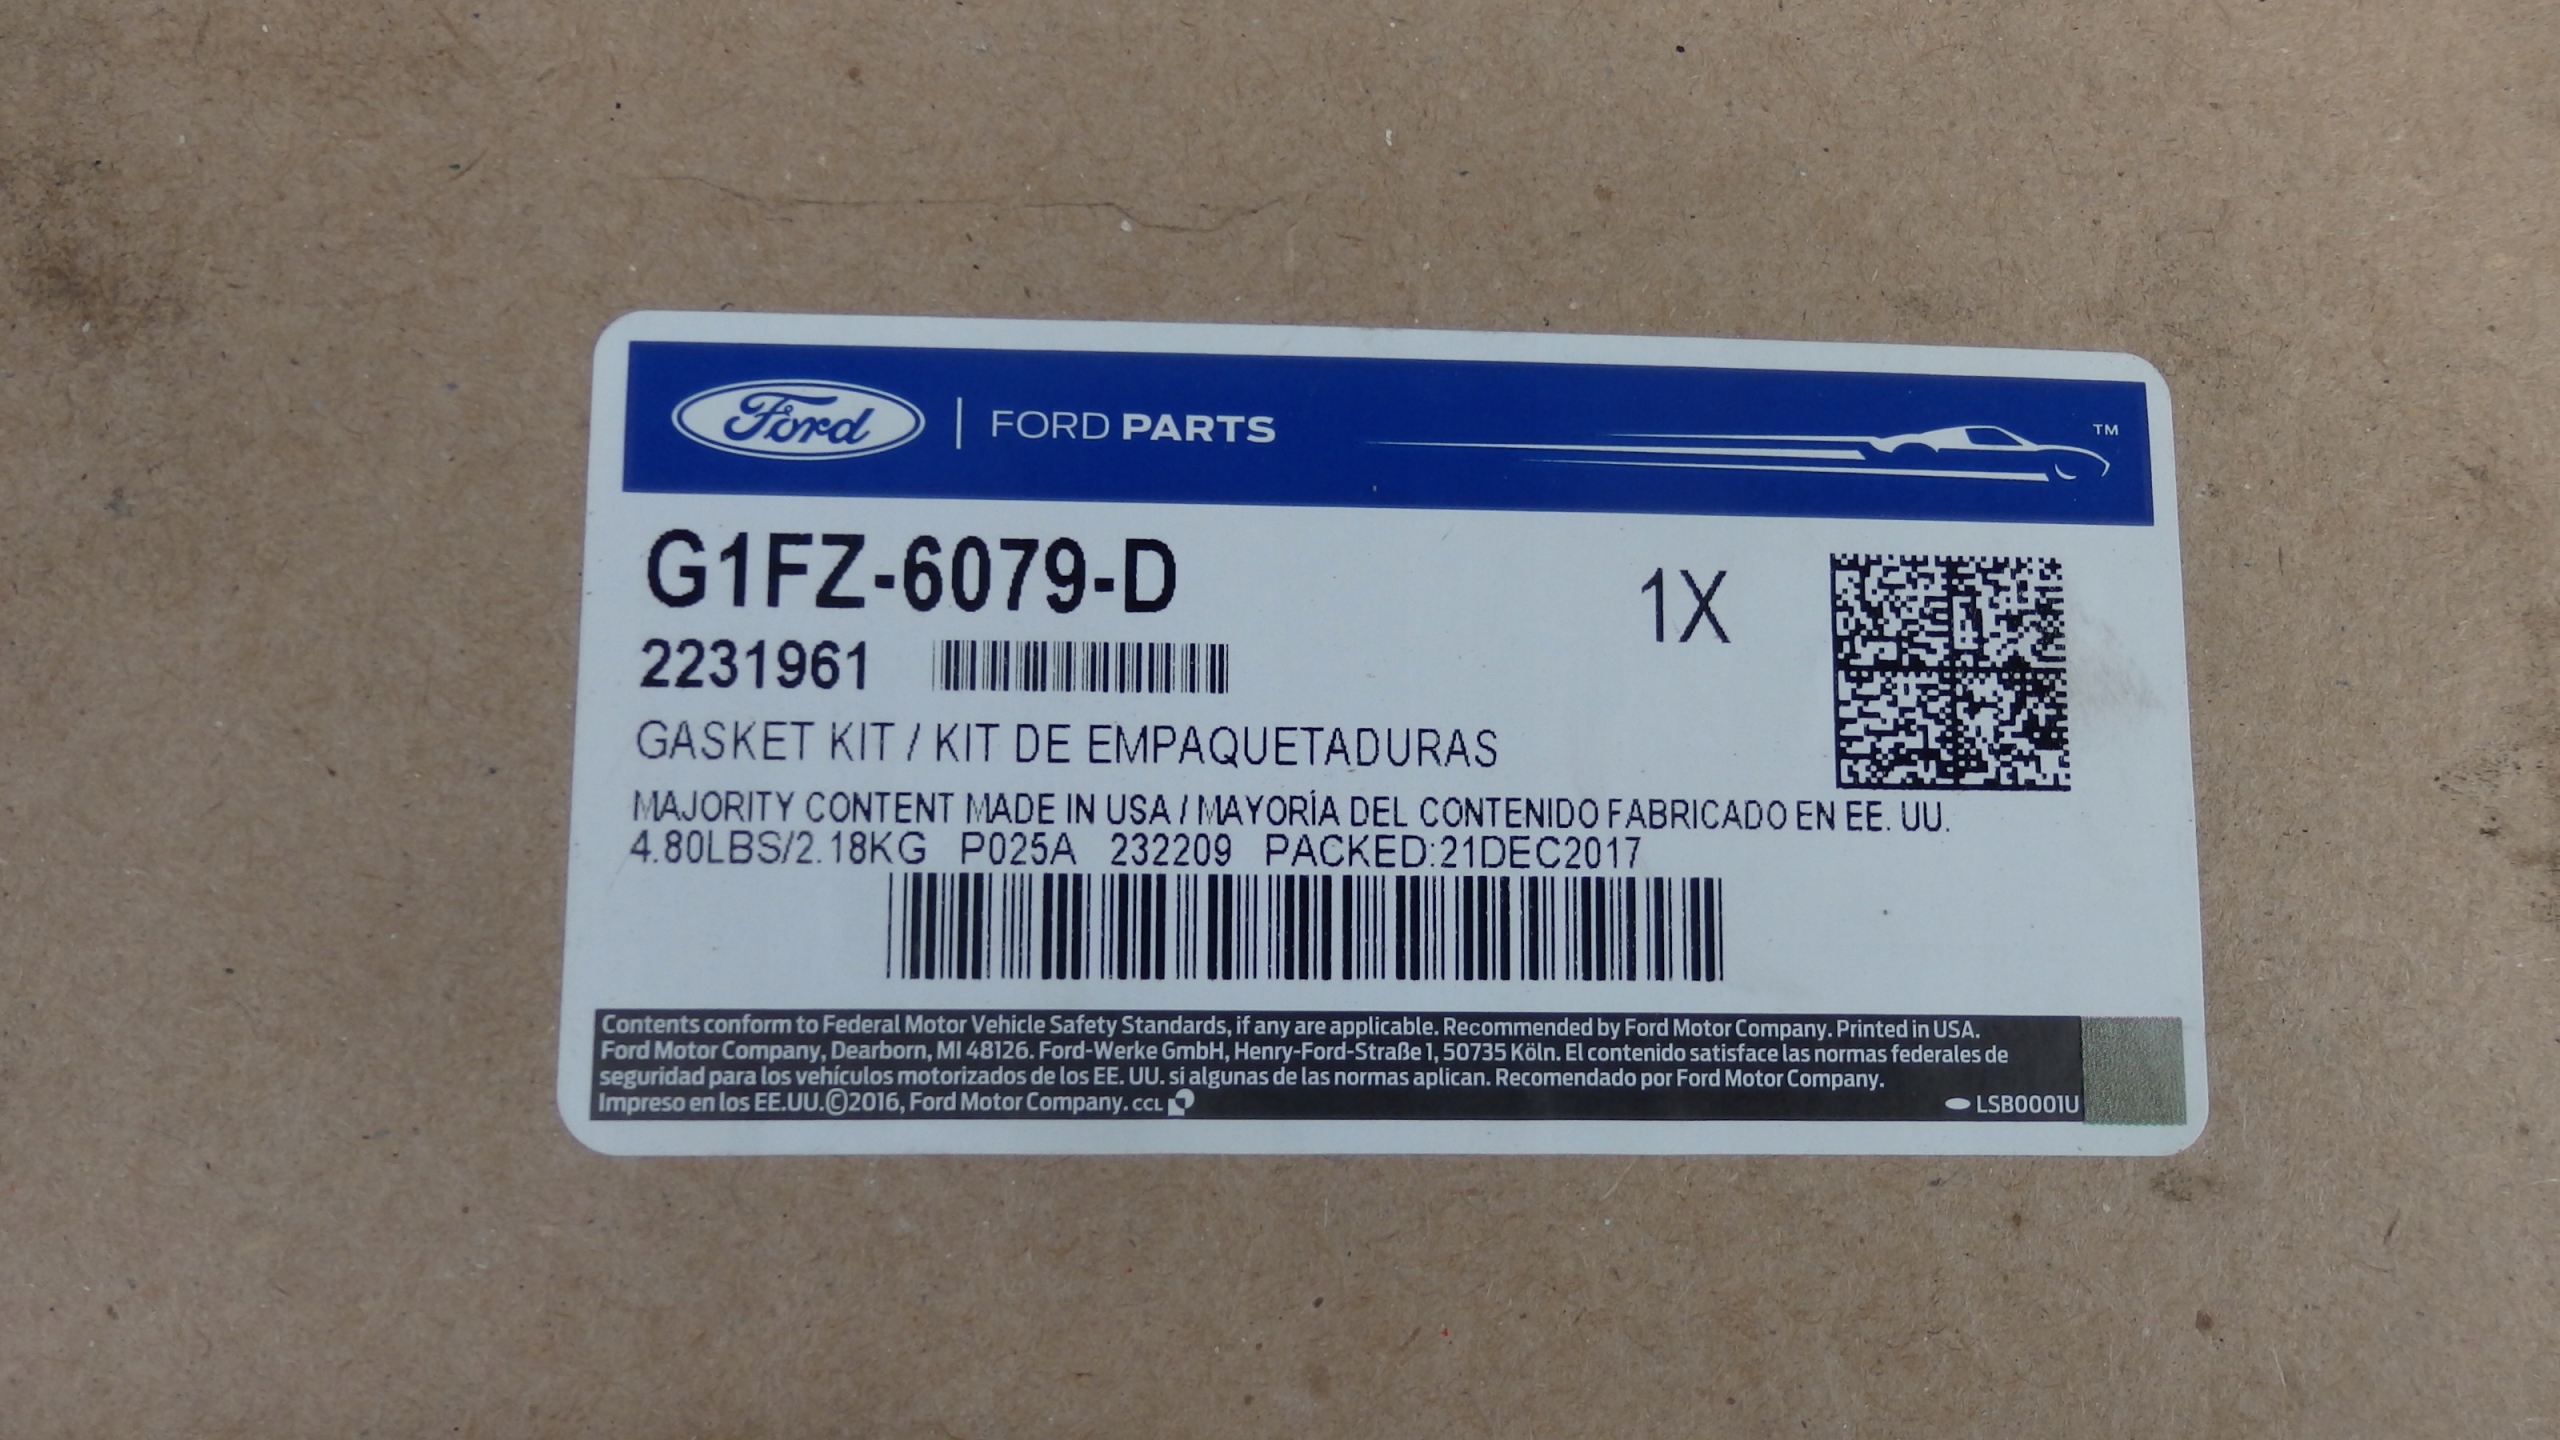 Ford | FORD PARTS ™
G1FZ-6079-D 1X
2231961
GASKET KIT / KIT DE EMPAQUETADURAS
MAJORITY CONTENT MADE IN USA / MAYORÍA DEL CONTENIDO FABRICADO EN EE. UU.
4.80LBS/2.18KG P025A 232209 PACKED:21DEC2017
Contents conform to Federal Motor Vehicle Safety Standards, if any are applicable. Recommended by Ford Motor Company. Printed in USA.
Ford Motor Company, Dearborn, MI 48126. Ford-Werke GmbH, Henry-Ford-Straße 1, 50735 Köln. El contenido satisface las normas federales de
seguridad para los vehículos motorizados de los EE. UU. si algunas de las normas aplican. Recomendado por Ford Motor Company.
Impreso en los EE.UU.©2016, Ford Motor Company. CCL LSB0001U